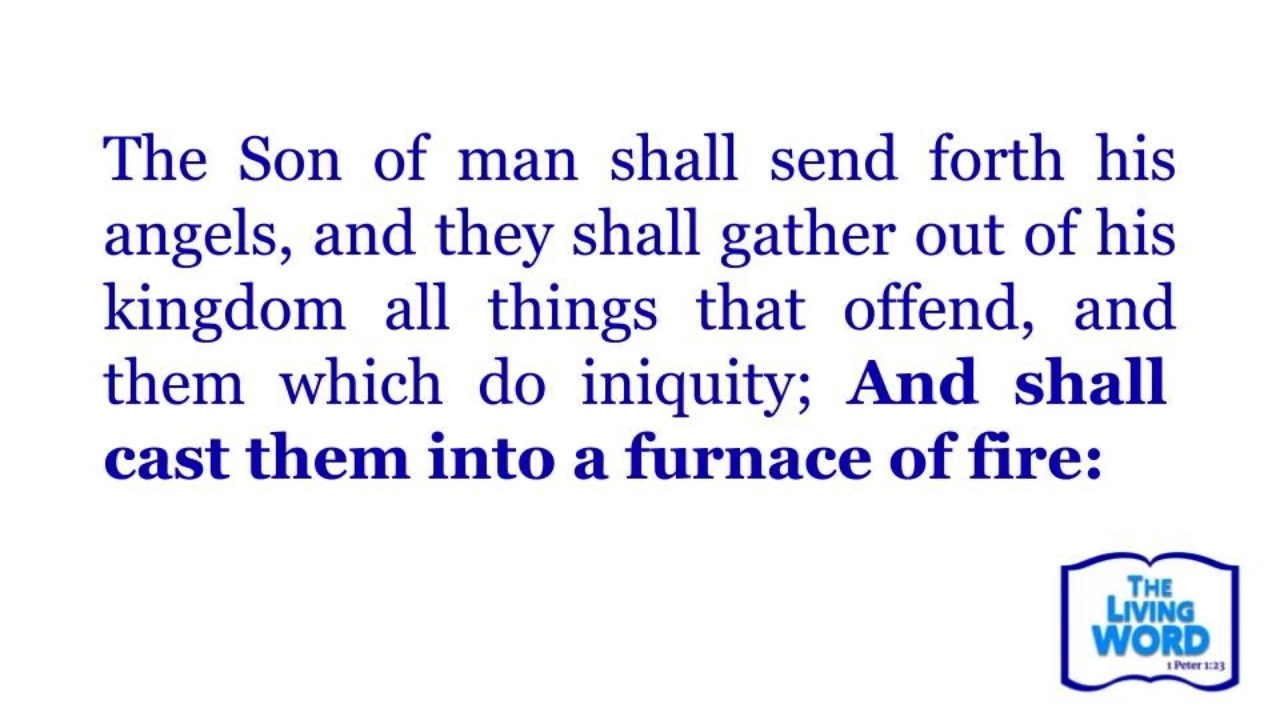 The Son of man shall send forth his
angels, and they shall gather out of his
kingdom all things that offend, and
them which do iniquity; And shall
cast them into a furnace of fire:
THE
LIVING
WORD
1 Peter 1:23